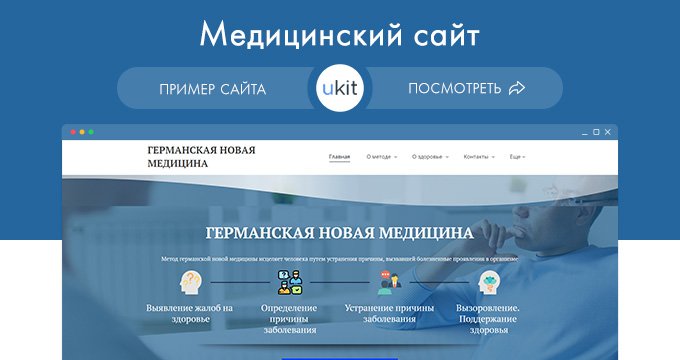 Медицинский сайт
ПРИМЕР САЙТА
ukit
ПОСМОТРЕТЬ
ГЕРМАНСКАЯ НОВАЯ
МЕДИЦИНА
Главная
О методе
О здоровье
Контакты
Еще
ГЕРМАНСКАЯ НОВАЯ МЕДИЦИНА
Метод германской новой медицины исцеляет человека путем устранения причины, вызвавшей болезненные проявления в организме
Выявление жалоб на
здоровье
Определение
причины
заболевания
Устранение причины
заболевания
Вызоровление.
Поддержание
здоровья